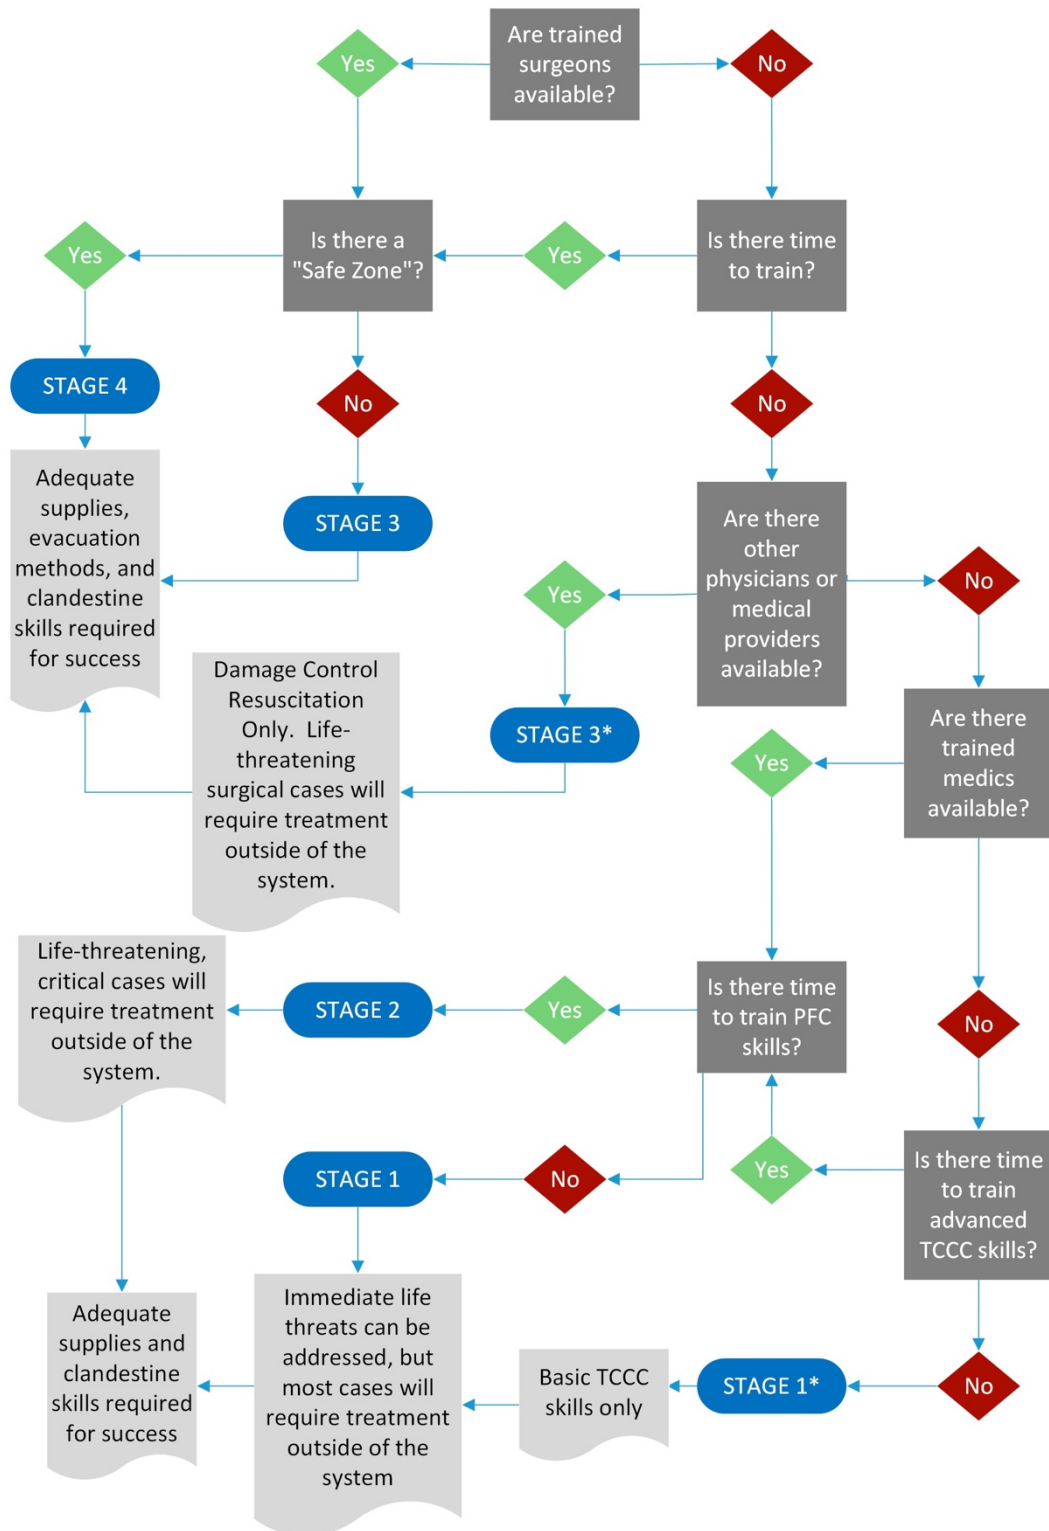 Are trained
surgeons
available?
Yes
No
Is there a
"Safe Zone"?
Yes
Yes
Is there time
to train?
STAGE 4
No
No
Adequate
supplies,
evacuation
methods, and
clandestine
skills required
for success
STAGE 3
Are there
other
physicians or
medical
providers
available?
Yes
No
Damage Control
Resuscitation
Only.  Life-
threatening
surgical cases will
require treatment
outside of the
system.
STAGE 3*
Yes
Are there
trained
medics
available?
Life-threatening,
critical cases will
require treatment
outside of the
system.
STAGE 2
Yes
Is there time
to train PFC
skills?
No
STAGE 1
No
Yes
Is there time
to train
advanced
TCCC skills?
Adequate
supplies and
clandestine
skills required
for success
Immediate life
threats can be
addressed, but
most cases will
require treatment
outside of the
system
Basic TCCC
skills only
STAGE 1*
No